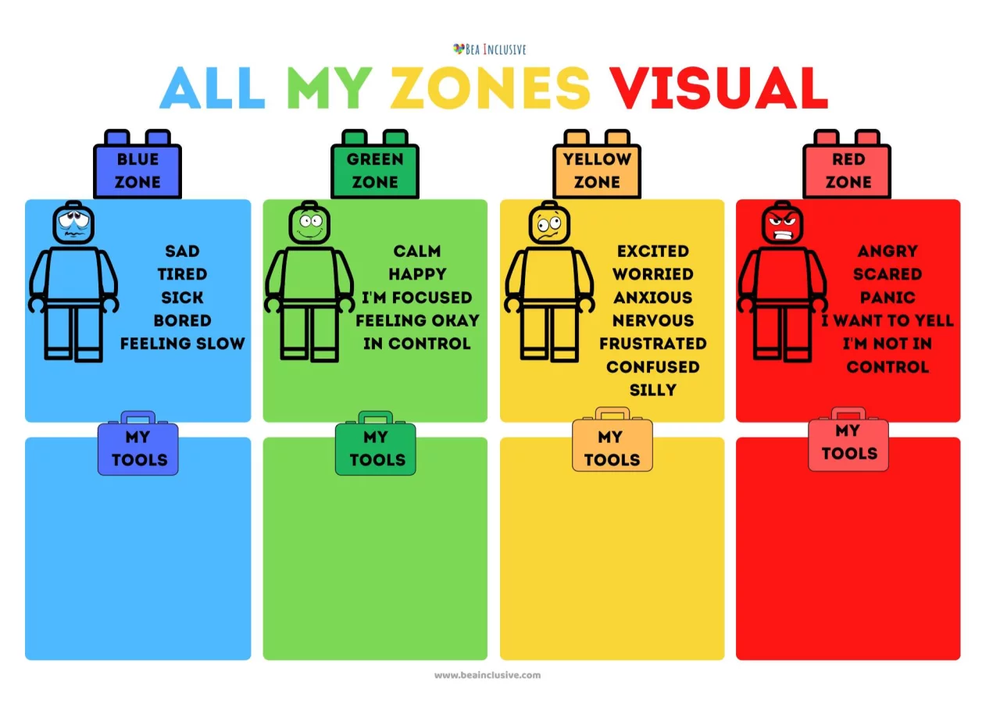 Bea Inclusive
ALL MY ZONES VISUAL
BLUE
ZONE
SAD
TIRED
SICK
BORED
FEELING SLOW
MY
TOOLS
GREEN
ZONE
CALM
HAPPY
I'M FOCUSED
FEELING OKAY
IN CONTROL
MY
TOOLS
YELLOW
ZONE
EXCITED
WORRIED
ANXIOUS
NERVOUS
FRUSTRATED
CONFUSED
SILLY
MY
TOOLS
RED
ZONE
ANGRY
SCARED
PANIC
I WANT TO YELL
I'M NOT IN
CONTROL
MY
TOOLS
www.beainclusive.com